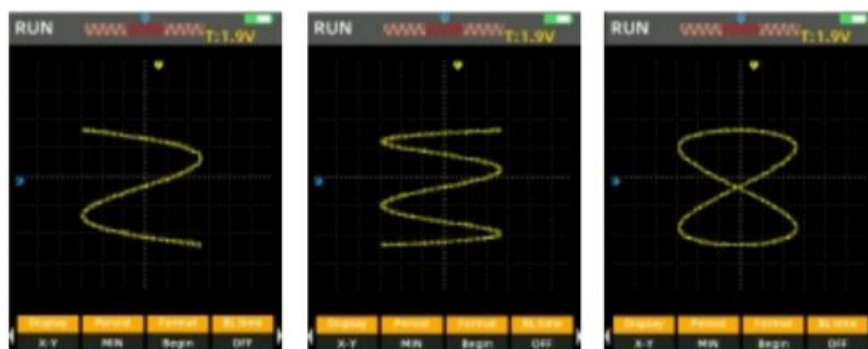 RUN
T:1.9V
Display Period Format BL time
X-Y MIN Begin OFF
RUN
T:1.9V
Display Period Format BL time
X-Y MIN Begin OFF
RUN
T:1.9V
Display Period Format BL time
X-Y MIN Begin OFF